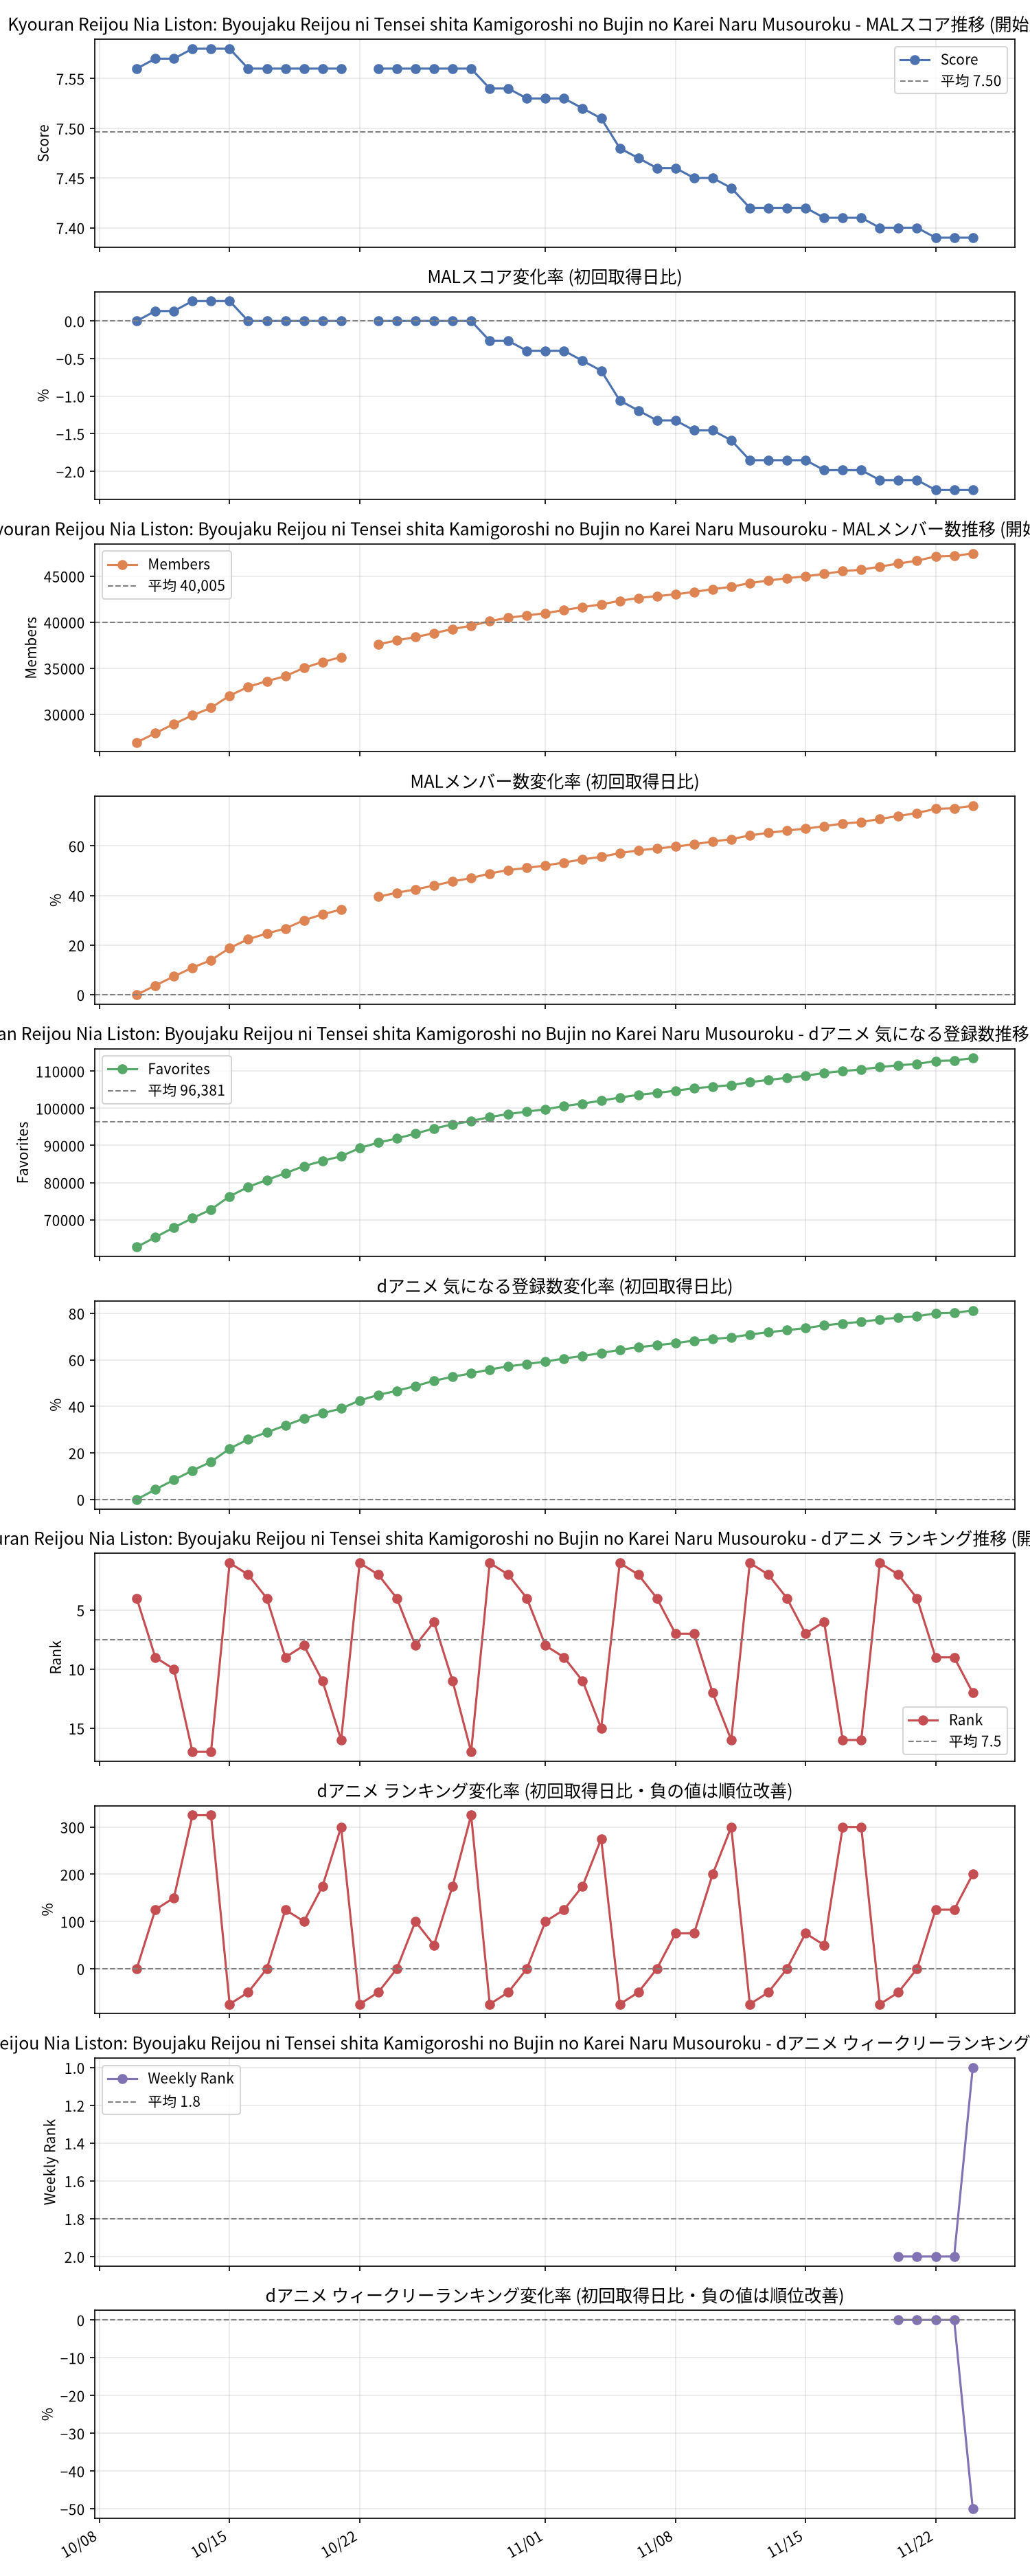 Kyouran Reijou Nia Liston: Byoujaku Reijou ni Tensei shita Kamigoroshi no Bujin no Karei Naru Musouroku - MALスコア推移 (開始
Score
平均 7.50
Score
7.55
7.50
7.45
7.40
MALスコア変化率 (初回取得日比)
%
0.0
−0.5
−1.0
−1.5
−2.0
youran Reijou Nia Liston: Byoujaku Reijou ni Tensei shita Kamigoroshi no Bujin no Karei Naru Musouroku - MALメンバー数推移 (開始
Members
平均 40,005
Members
45000
40000
35000
30000
MALメンバー数変化率 (初回取得日比)
%
60
40
20
0
an Reijou Nia Liston: Byoujaku Reijou ni Tensei shita Kamigoroshi no Bujin no Karei Naru Musouroku - dアニメ 気になる登録数推移
Favorites
平均 96,381
Favorites
110000
100000
90000
80000
70000
dアニメ 気になる登録数変化率 (初回取得日比)
%
80
60
40
20
0
uran Reijou Nia Liston: Byoujaku Reijou ni Tensei shita Kamigoroshi no Bujin no Karei Naru Musouroku - dアニメ ランキング推移 (開
Rank
5
10
15
Rank
平均 7.5
dアニメ ランキング変化率 (初回取得日比・負の値は順位改善)
%
300
200
100
0
eijou Nia Liston: Byoujaku Reijou ni Tensei shita Kamigoroshi no Bujin no Karei Naru Musouroku - dアニメ ウィークリーランキング
Weekly Rank
平均 1.8
Weekly Rank
1.0
1.2
1.4
1.6
1.8
2.0
dアニメ ウィークリーランキング変化率 (初回取得日比・負の値は順位改善)
%
0
−10
−20
−30
−40
−50
10/08
10/15
10/22
11/01
11/08
11/15
11/22